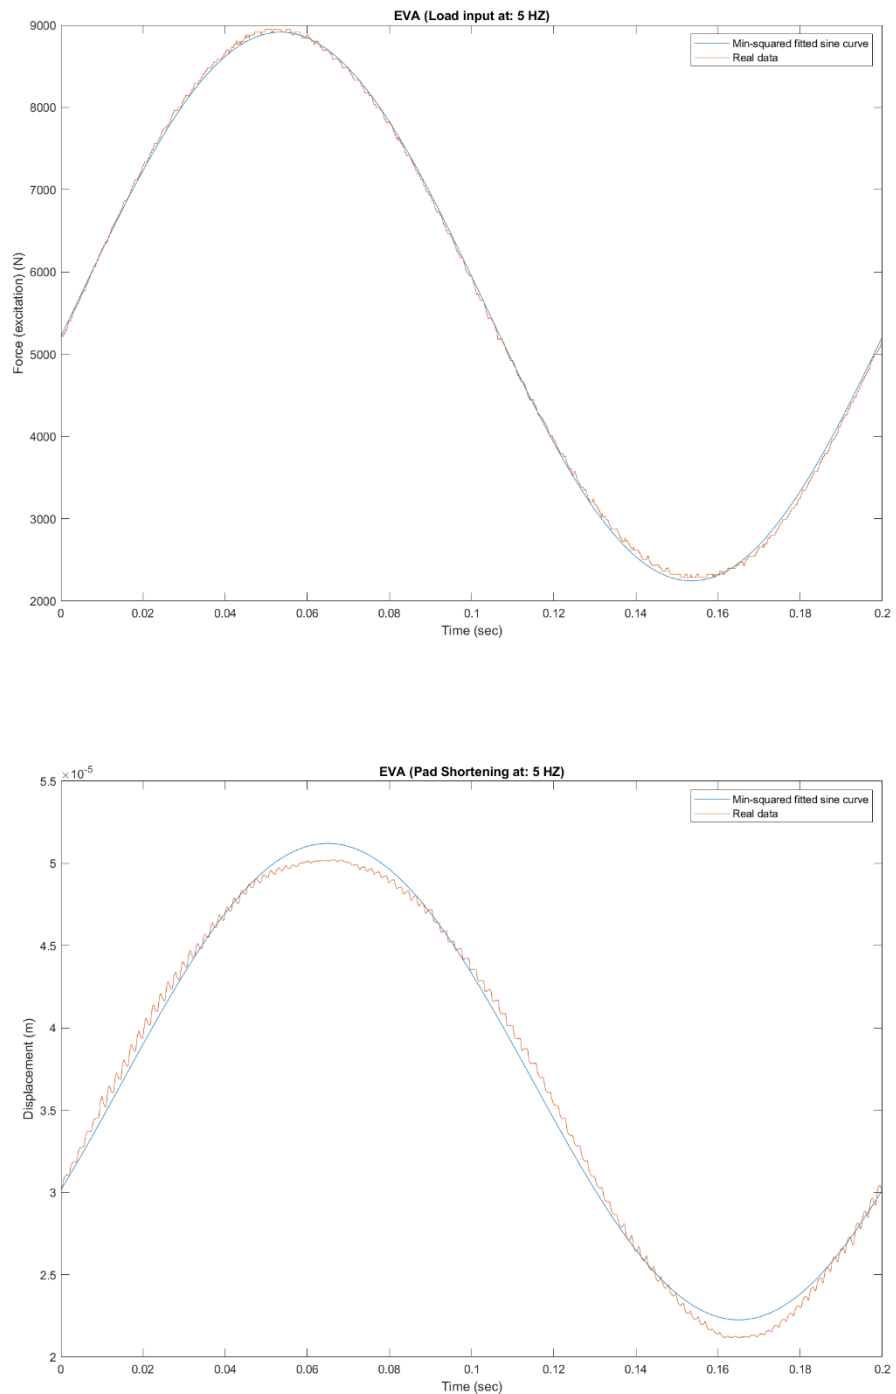 EVA (Load input at: 5 HZ)
9000
8000
7000
6000
5000
4000
3000
2000
Force (excitation) (N)
Min-squared fitted sine curve
Real data
0 0.02 0.04 0.06 0.08 0.1 0.12 0.14 0.16 0.18 0.2
Time (sec)
×10-5
EVA (Pad Shortening at: 5 HZ)
5.5
5
4.5
4
3.5
3
2.5
2
Displacement (m)
Min-squared fitted sine curve
Real data
0 0.02 0.04 0.06 0.08 0.1 0.12 0.14 0.16 0.18 0.2
Time (sec)